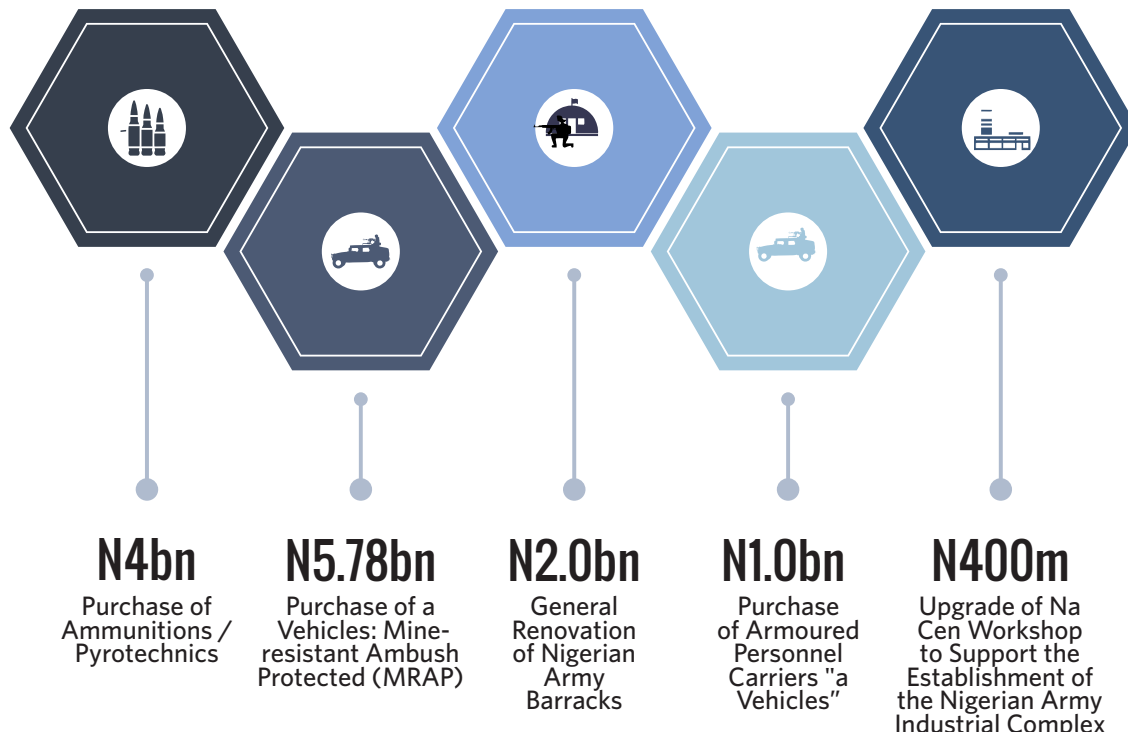 N4bn
Purchase of
Ammunitions /
Pyrotechnics
N5.78bn
Purchase of a
Vehicles: Mine-
resistant Ambush
Protected (MRAP)
N2.0bn
General
Renovation
of Nigerian
Army
Barracks
N1.0bn
Purchase
of Armoured
Personnel
Carriers "a
Vehicles”
N400m
Upgrade of Na
Cen Workshop
to Support the
Establishment of
the Nigerian Army
Industrial Complex